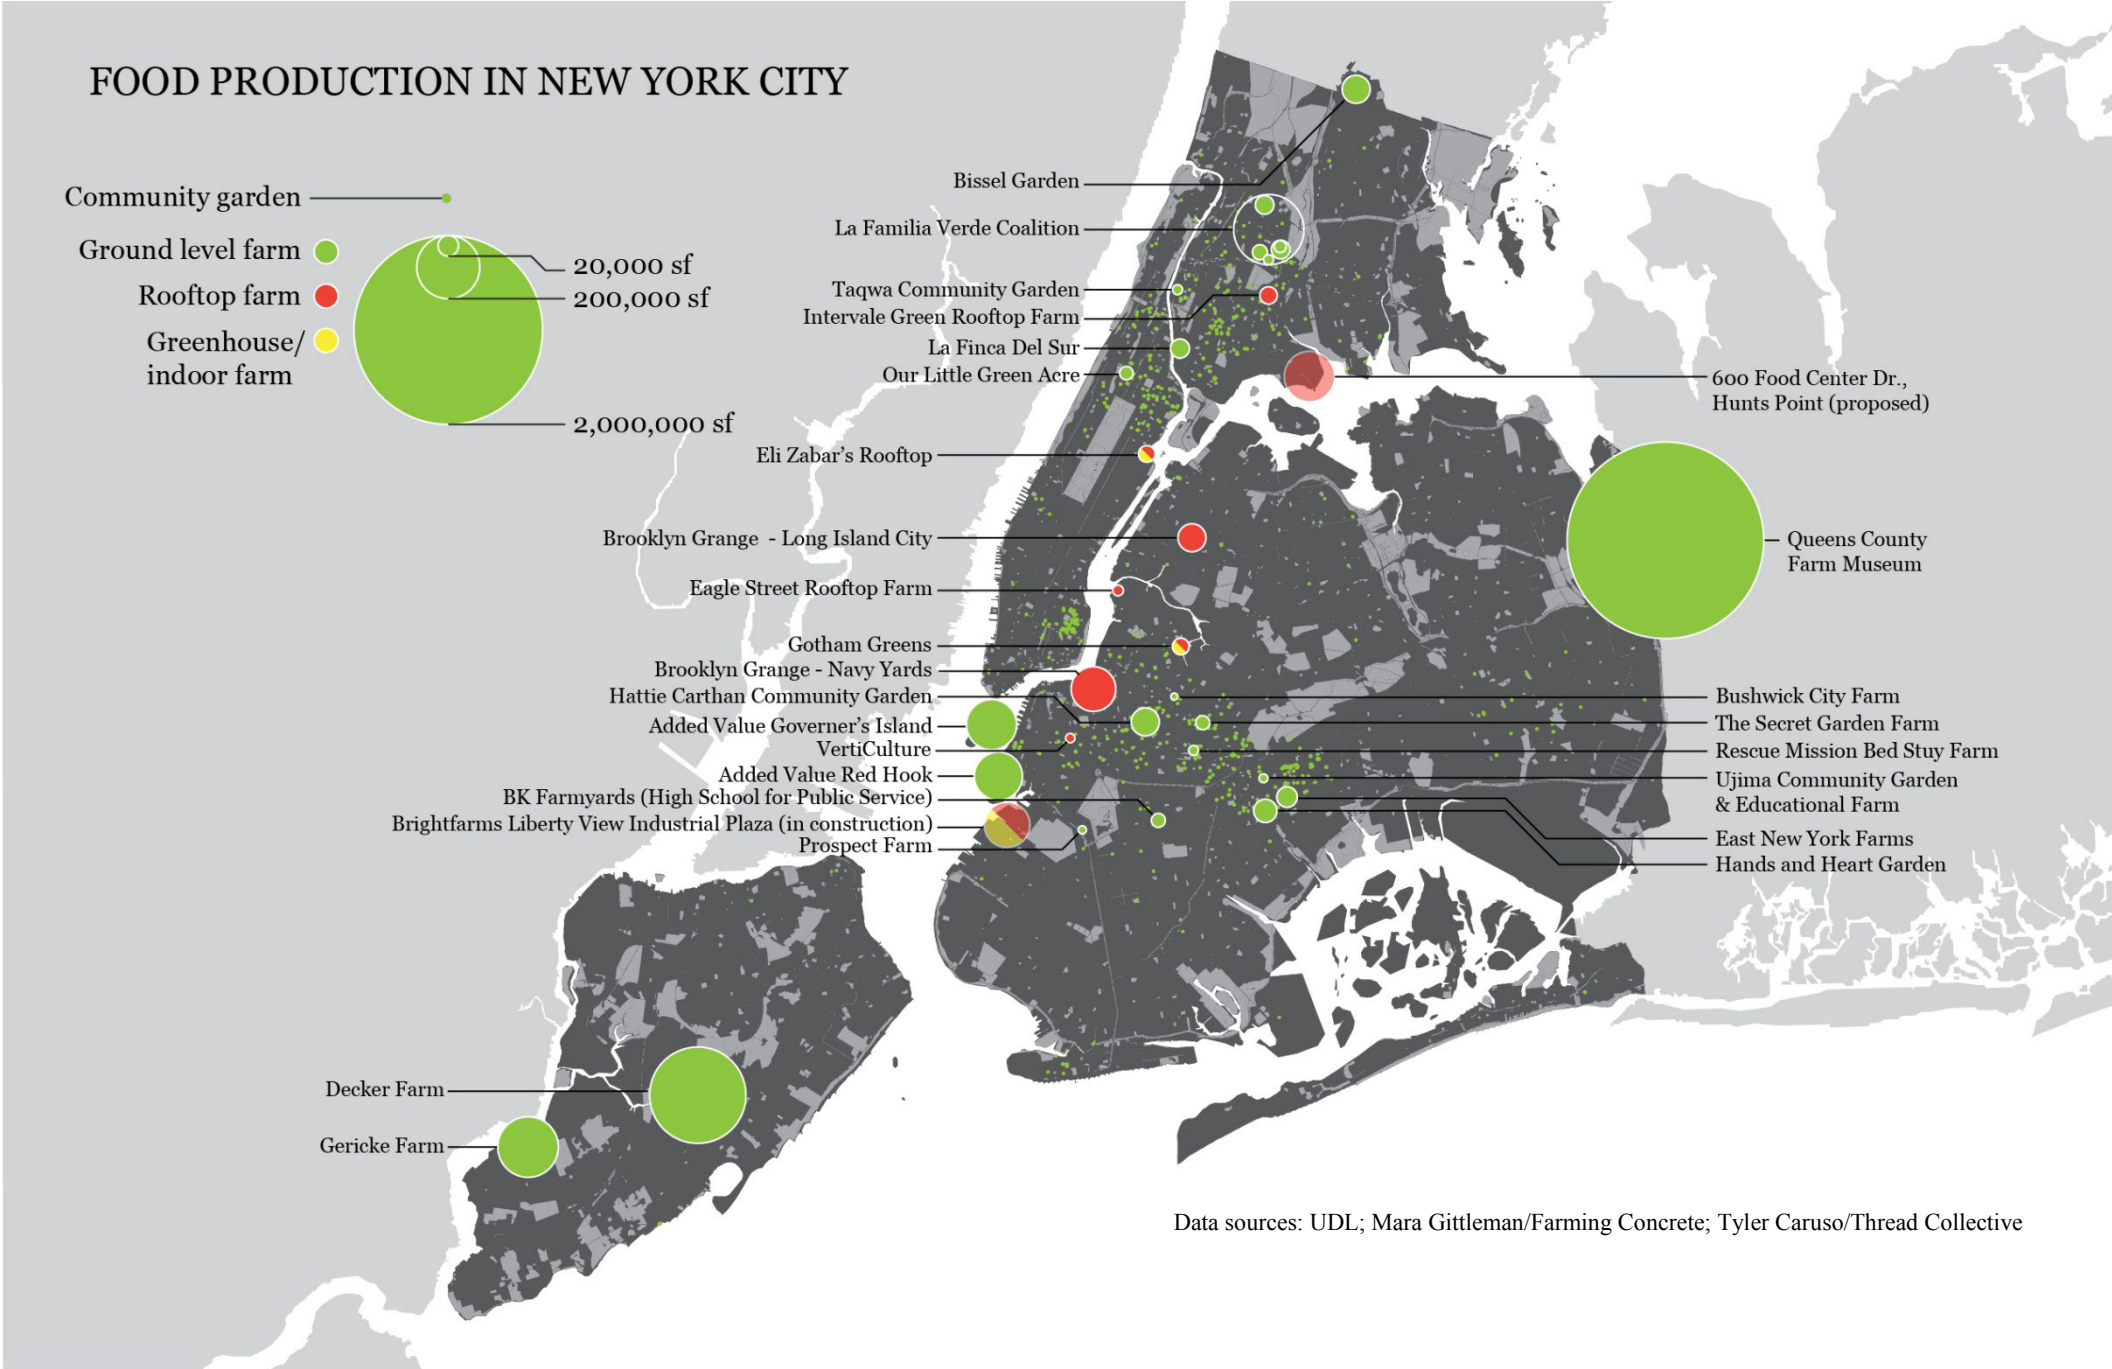 FOOD PRODUCTION IN NEW YORK CITY
Community garden
Ground level farm
Rooftop farm
Greenhouse/
indoor farm
20,000 sf
200,000 sf
2,000,000 sf
Bissel Garden
La Familia Verde Coalition
Taqwa Community Garden
Intervale Green Rooftop Farm
La Finca Del Sur
Our Little Green Acre
600 Food Center Dr.,
Hunts Point (proposed)
Eli Zabar's Rooftop
Brooklyn Grange - Long Island City
Queens County
Farm Museum
Eagle Street Rooftop Farm
Gotham Greens
Brooklyn Grange - Navy Yards
Hattie Carthan Community Garden
Added Value Governer's Island
VertiCulture
Added Value Red Hook
BK Farmyards (High School for Public Service)
Brightfarms Liberty View Industrial Plaza (in construction)
Prospect Farm
Bushwick City Farm
The Secret Garden Farm
Rescue Mission Bed Stuy Farm
Ujima Community Garden
& Educational Farm
East New York Farms
Hands and Heart Garden
Decker Farm
Gericke Farm
Data sources: UDL; Mara Gittleman/Farming Concrete; Tyler Caruso/Thread Collective